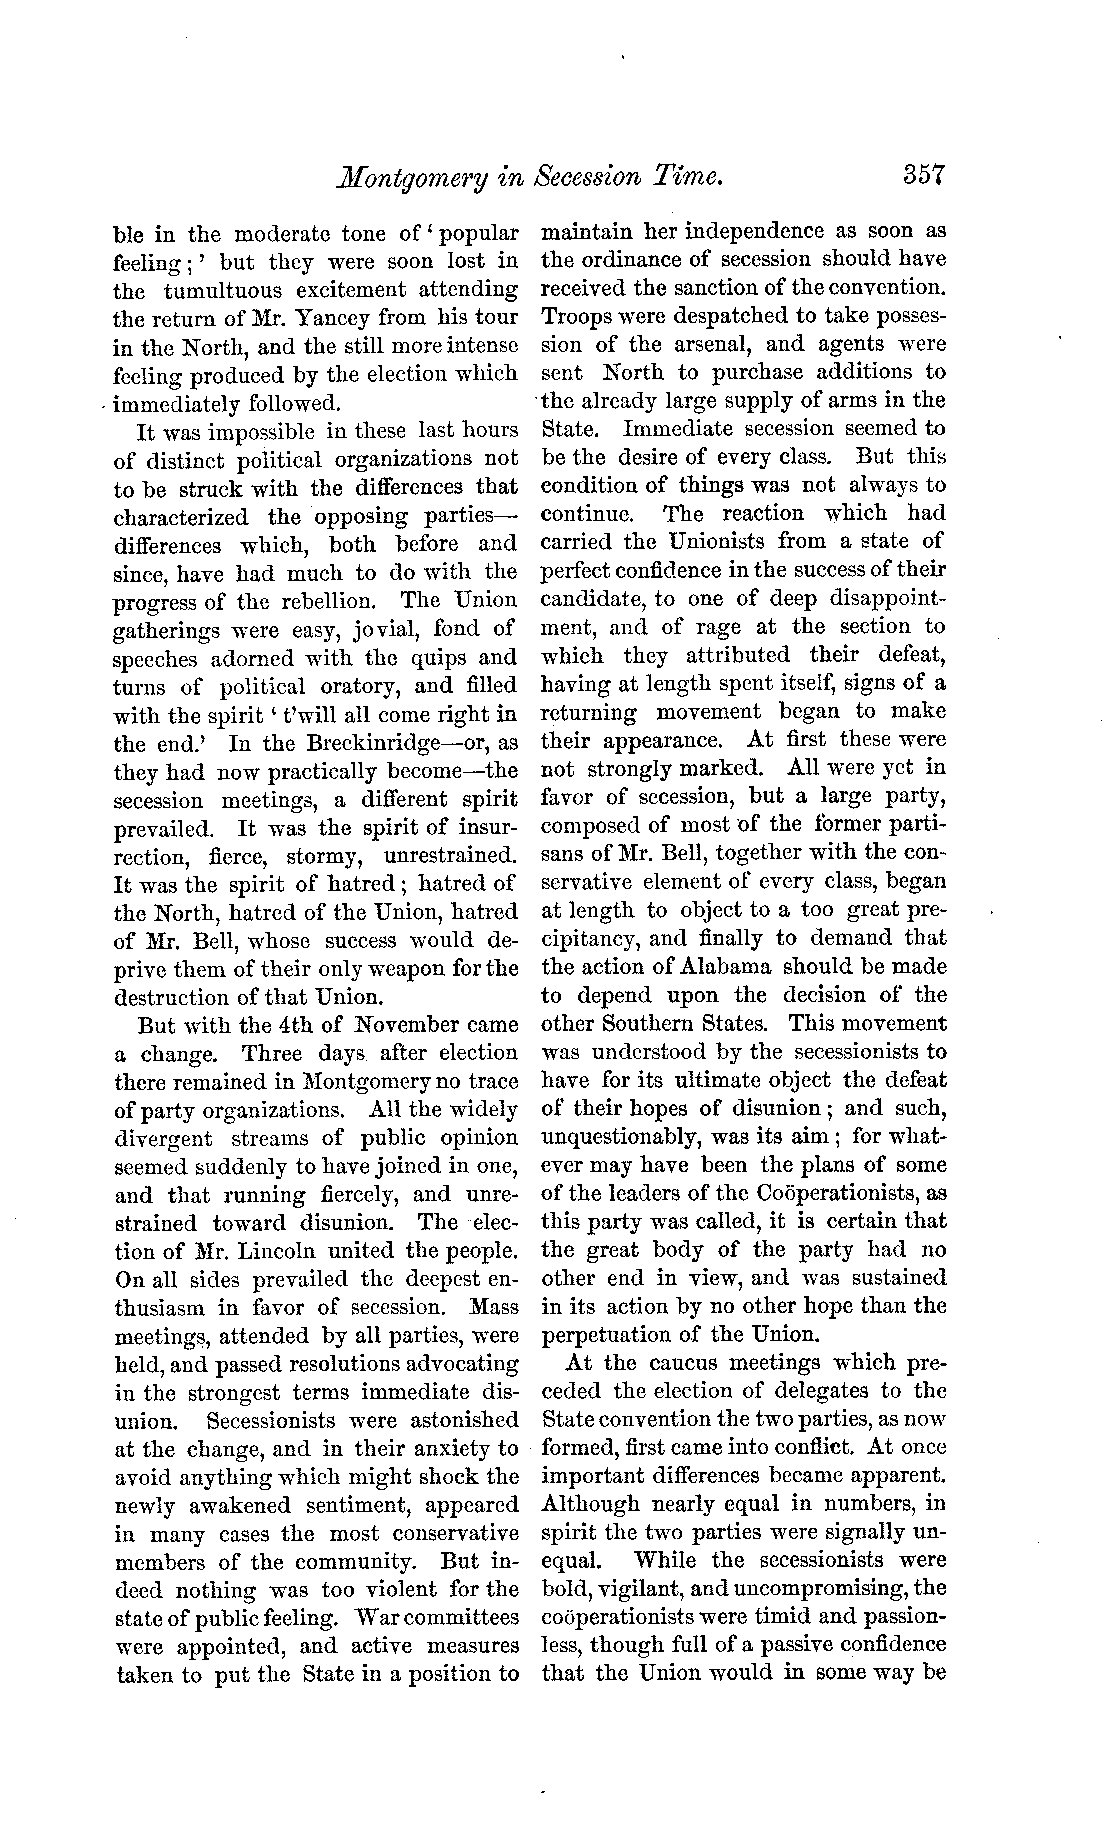 Montgomery in Secession Time. 357
ble in the moderate tone of ‘ popular
feeling ; ’ but they were soon lost in
the tumultuous excitement attending
the return of Mr. Yancey from his tour
in the North, and the still more intense
feeling produced by the election which
immediately followed.
It was impossible in these last hours
of distinct political organizations not
to be struck with the differences that
characterized the opposing parties—
differences which, both before and
since, have had much to do with the
progress of the rebellion. The Union
gatherings were easy, jovial, fond of
speeches adorned with the quips and
turns of political oratory, and filled
with the spirit ‘ t’will all come right in
the end.’ In the Breckinridge—or, as
they had now practically become—the
secession meetings, a different spirit
prevailed. It was the spirit of insur-
rection, fierce, stormy, unrestrained.
It was the spirit of hatred ; hatred of
the North, hatred of the Union, hatred
of Mr. Bell, whose success would de-
prive them of their only weapon for the
destruction of that Union.
But with the 4th of November came
a change. Three days after election
there remained in Montgomery no trace
of party organizations. All the widely
divergent streams of public opinion
seemed suddenly to have joined in one,
and that running fiercely, and unre-
strained toward disunion. The elec-
tion of Mr. Lincoln united the people.
On all sides prevailed the deepest en-
thusiasm in favor of secession. Mass
meetings, attended by all parties, were
held, and passed resolutions advocating
in the strongest terms immediate dis-
union. Secessionists were astonished
at the change, and in their anxiety to
avoid anything which might shock the
newly awakened sentiment, appeared
in many cases the most conservative
members of the community. But in-
deed nothing was too violent for the
state of public feeling. War committees
were appointed, and active measures
taken to put the State in a position to
maintain her independence as soon as
the ordinance of secession should have
received the sanction of the convention.
Troops were despatched to take posses-
sion of the arsenal, and agents were
sent North to purchase additions to
the already large supply of arms in the
State. Immediate secession seemed to
be the desire of every class. But this
condition of things was not always to
continue. The reaction which had
carried the Unionists from a state of
perfect confidence in the success of their
candidate, to one of deep disappoint-
ment, and of rage at the section to
which they attributed their defeat,
having at length spent itself, signs of a
returning movement began to make
their appearance. At first these were
not strongly marked. All were yet in
favor of secession, but a large party,
composed of most of the former parti-
sans of Mr. Bell, together with the con-
servative element of every class, began
at length to object to a too great pre-
cipitancy, and finally to demand that
the action of Alabama should be made
to depend upon the decision of the
other Southern States. This movement
was understood by the secessionists to
have for its ultimate object the defeat
of their hopes of disunion ; and such,
unquestionably, was its aim ; for what-
ever may have been the plans of some
of the leaders of the Coöperationists, as
this party was called, it is certain that
the great body of the party had no
other end in view, and was sustained
in its action by no other hope than the
perpetuation of the Union.
At the caucus meetings which pre-
ceded the election of delegates to the
State convention the two parties, as now
formed, first came into conflict. At once
important differences became apparent.
Although nearly equal in numbers, in
spirit the two parties were signally un-
equal. While the secessionists were
bold, vigilant, and uncompromising, the
coöperationists were timid and passion-
less, though full of a passive confidence
that the Union would in some way be